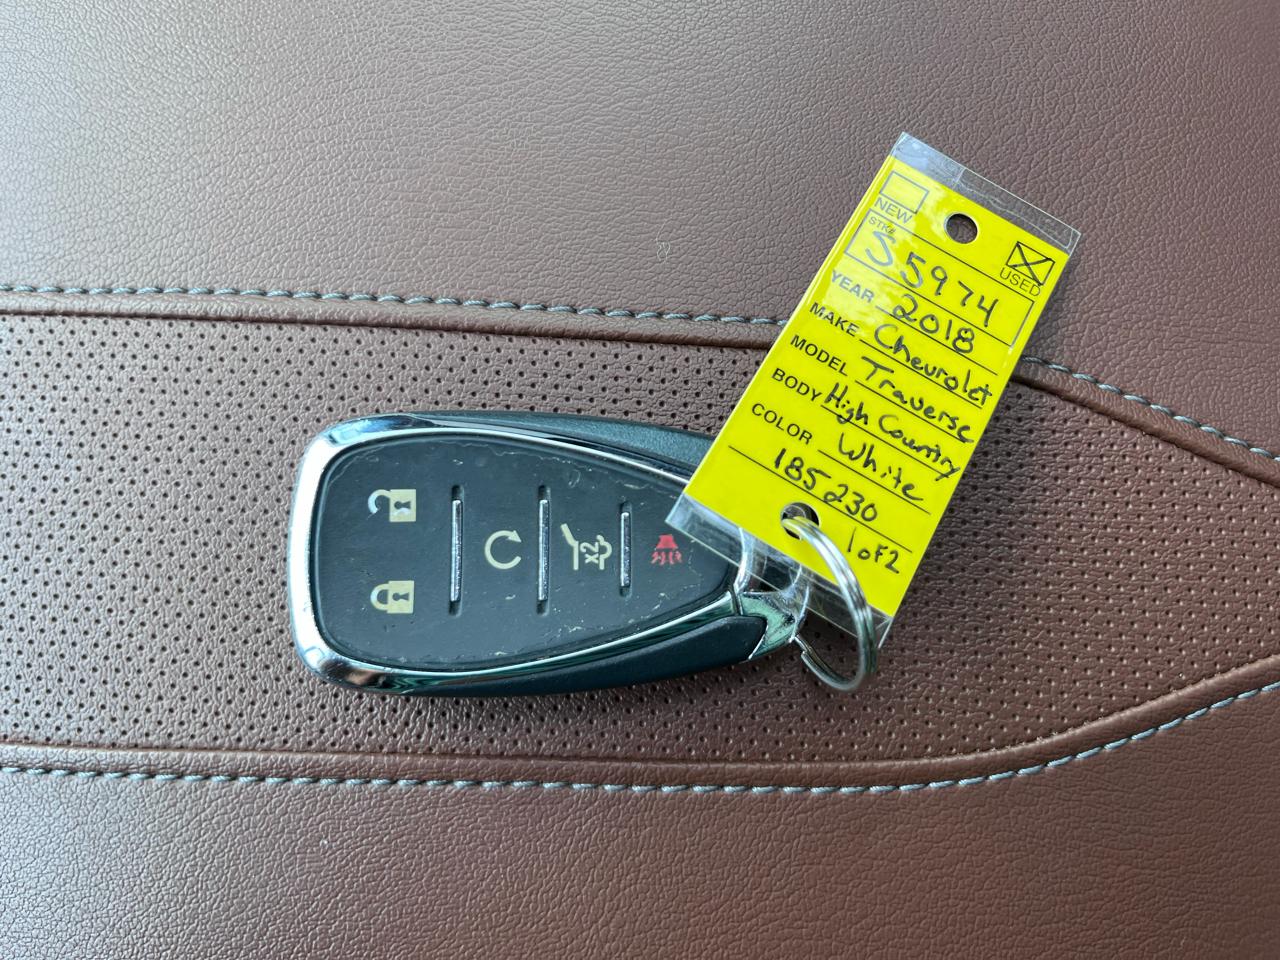 NEW
USED
STK#
S5974
YEAR 2018
MAKE Chevrolet
MODEL Traverse
BODY High Country
COLOR White
185230
1 of 2
x2